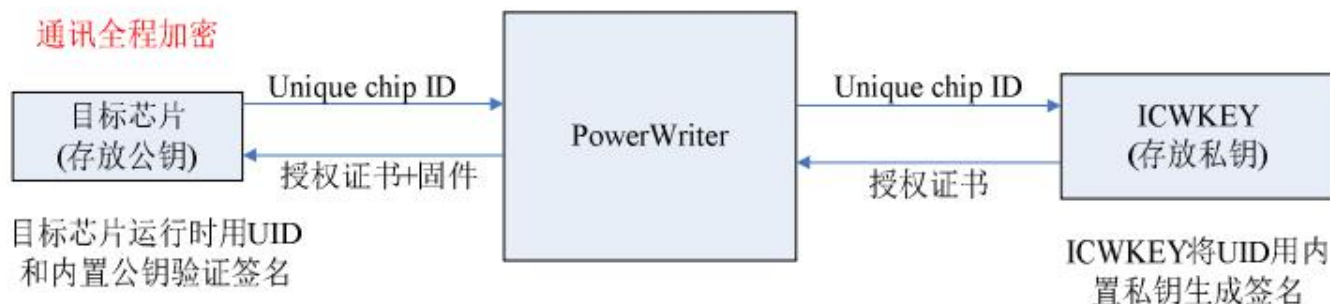 通讯全程加密
Unique chip ID
目标芯片
(存放公钥)
授权证书+固件
目标芯片运行时用UID
和内置公钥验证签名
PowerWriter
Unique chip ID
授权证书
ICWKEY
(存放私钥)
ICWKEY将UID用内
置私钥生成签名